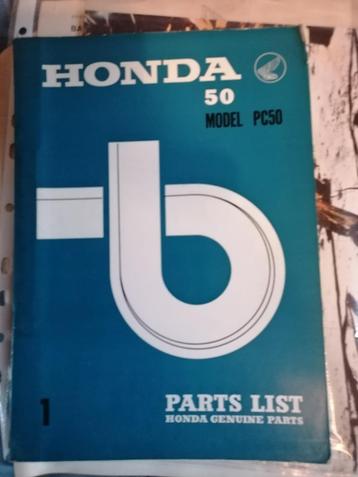 HONDA
50
MODEL PC50
b
1
PARTS LIST
HONDA GENUINE PARTS